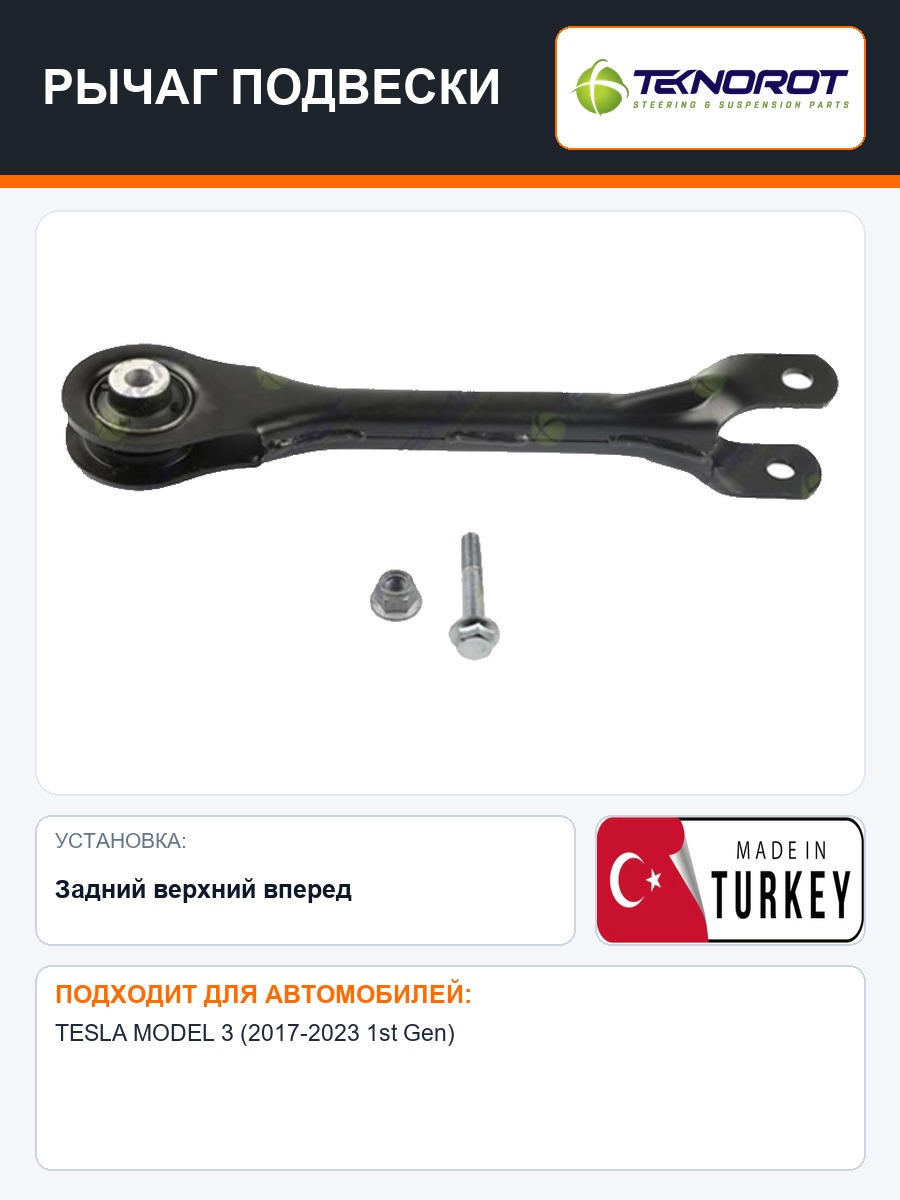 РЫЧАГ ПОДВЕСКИ
TEKNOROT
STEERING & SUSPENSION PARTS
УСТАНОВКА:
Задний верхний вперед
MADE IN
TURKEY
ПОДХОДИТ ДЛЯ АВТОМОБИЛЕЙ:
TESLA MODEL 3 (2017-2023 1st Gen)